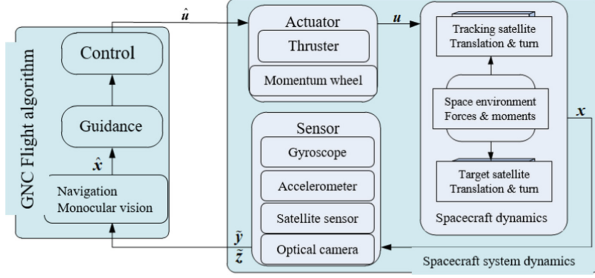 GNC Flight algorithm
Control
Guidance
x̂
Navigation
Monocular vision
û
Actuator
Thruster
Momentum wheel
u
Sensor
Gyroscope
Accelerometer
Satellite sensor
Optical camera
ỹ
z̃
Tracking satellite
Translation & turn
Space environment
Forces & moments
Target satellite
Translation & turn
Spacecraft dynamics
x
Spacecraft system dynamics